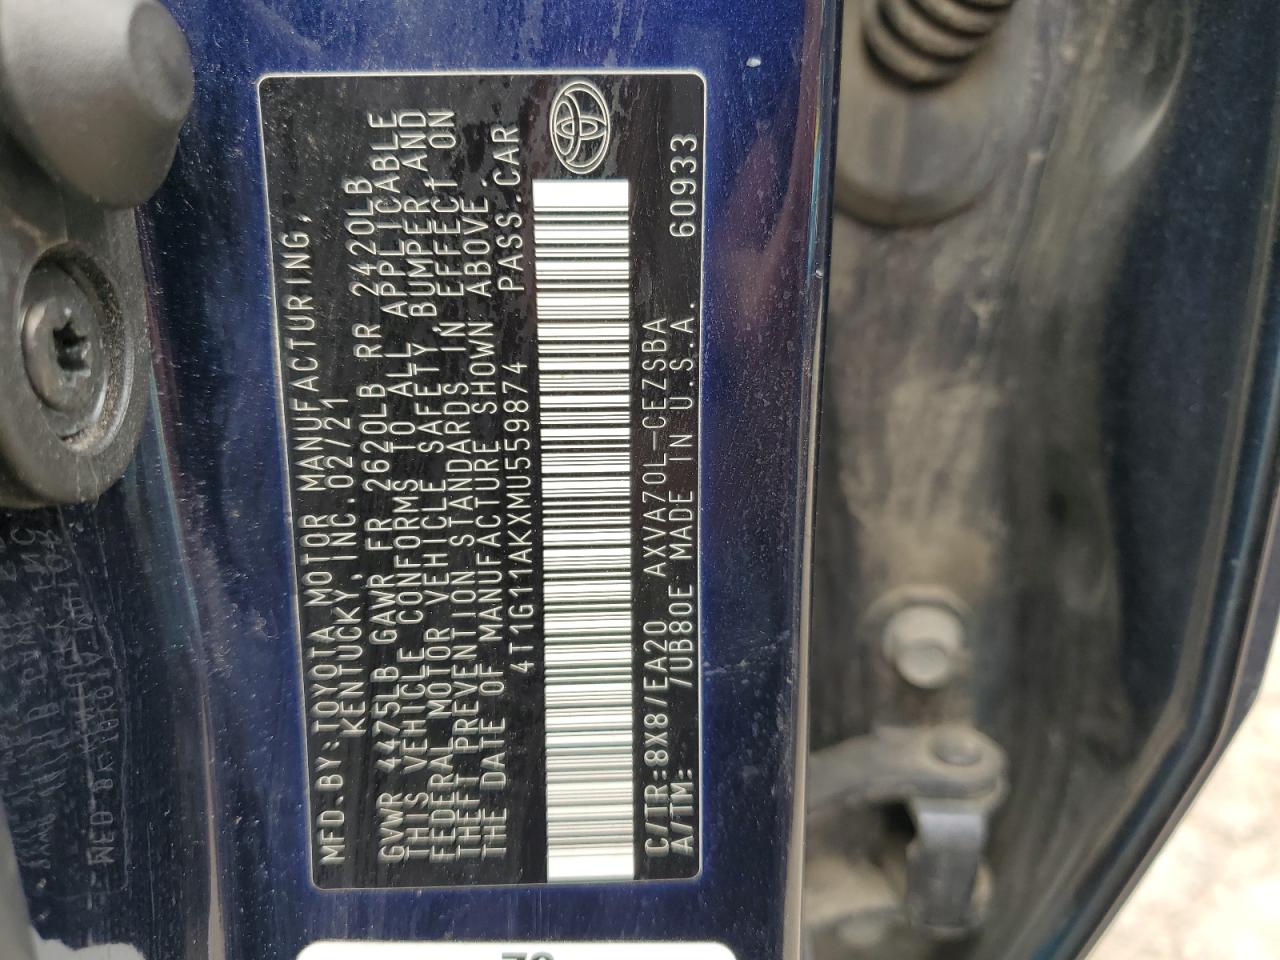 MFD.BY:TOYOTA MOTOR MANUFACTURING,
KENTUCKY,INC.02/21
GVWR 4475LB GAWR FR 2620LB RR 2420LB
THIS VEHICLE CONFORMS TO ALL APPLICABLE
FEDERAL MOTOR VEHICLE SAFETY,BUMPER,AND
THEFT PREVENTION STANDARDS IN EFFECT ON
THE DATE OF MANUFACTURE SHOWN ABOVE.
4T1G11AKXMU559874 PASS.CAR
C/TR:8X8/EA20 AXVA70L-CEZSBA
A/TM: /UB80E MADE IN U.S.A. 60933